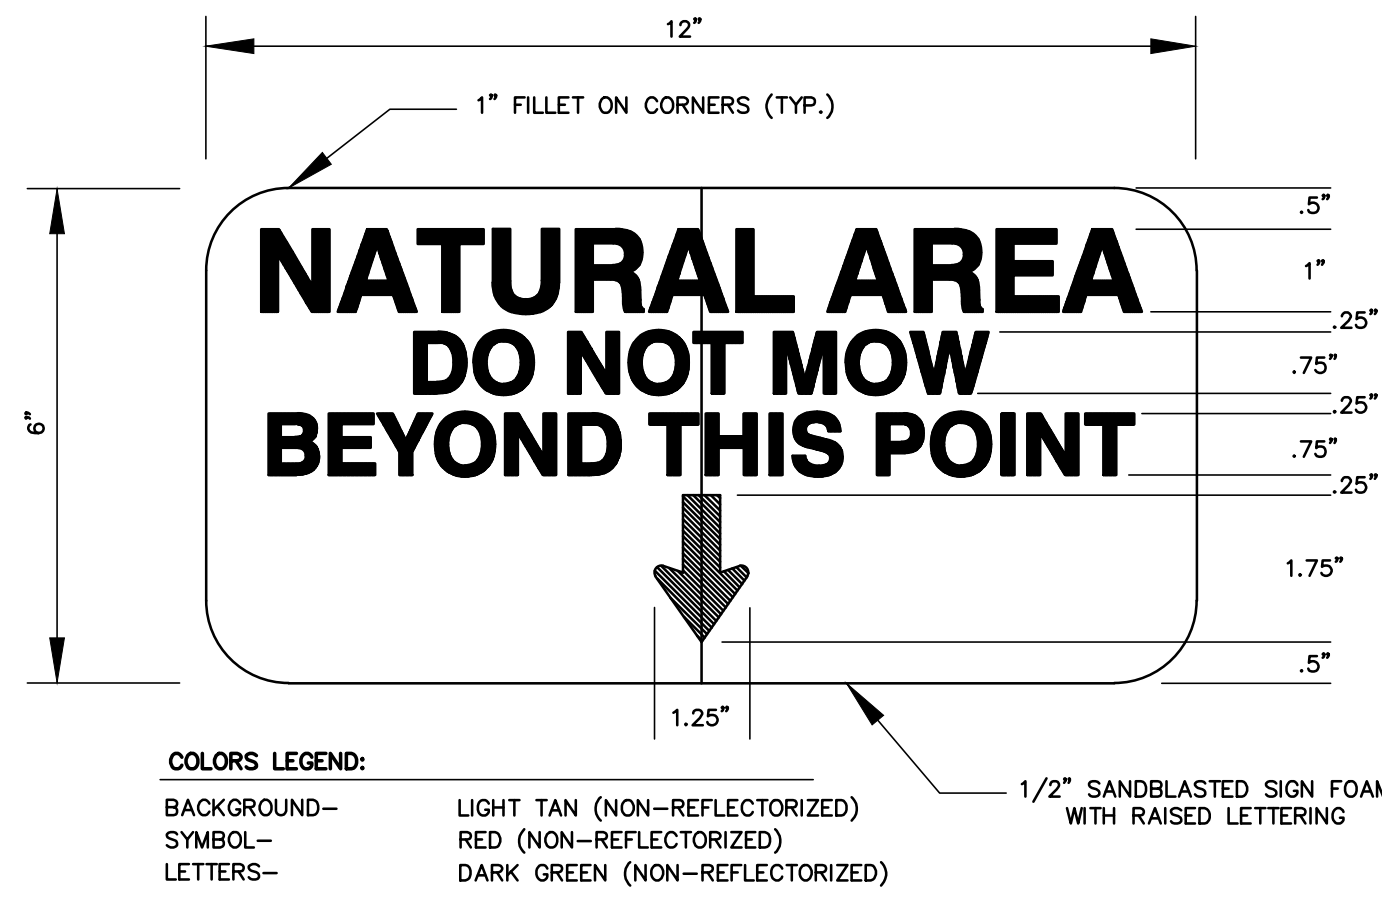 12”
1” FILLET ON CORNERS (TYP.)
.5”
NATURAL AREA
1”
.25”
DO NOT MOW
.75”
6”
.25”
BEYOND THIS POINT
.75”
.25”
1.75”
.5”
1.25”
COLORS LEGEND:
1/2” SANDBLASTED SIGN FOAM
WITH RAISED LETTERING
BACKGROUND– LIGHT TAN (NON–REFLECTORIZED)
SYMBOL– RED (NON–REFLECTORIZED)
LETTERS– DARK GREEN (NON–REFLECTORIZED)